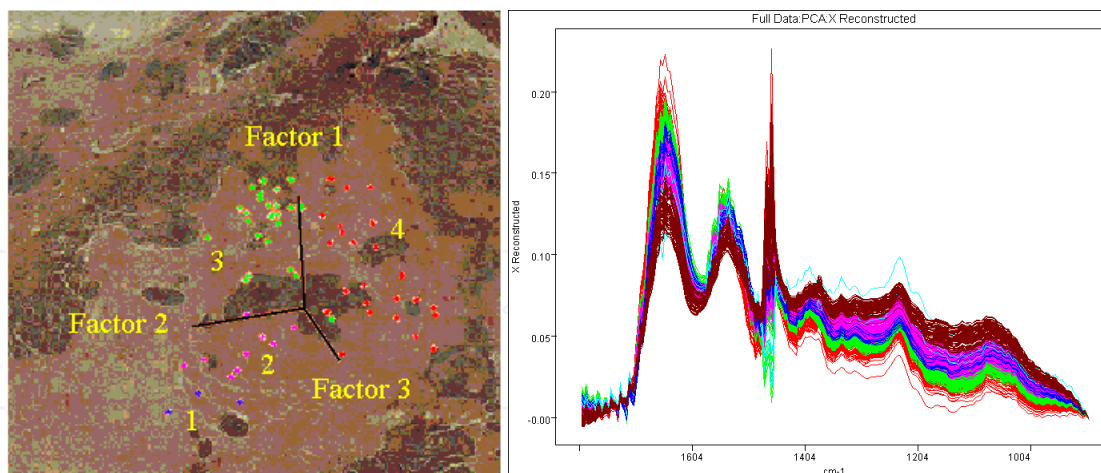 Factor 1
4
3
Factor 2
2
Factor 3
1
Full Data:PCA:X Reconstructed
X Reconstructed
0.20
0.15
0.10
0.05
-0.00
1604
1404
1204
1004
cm-1